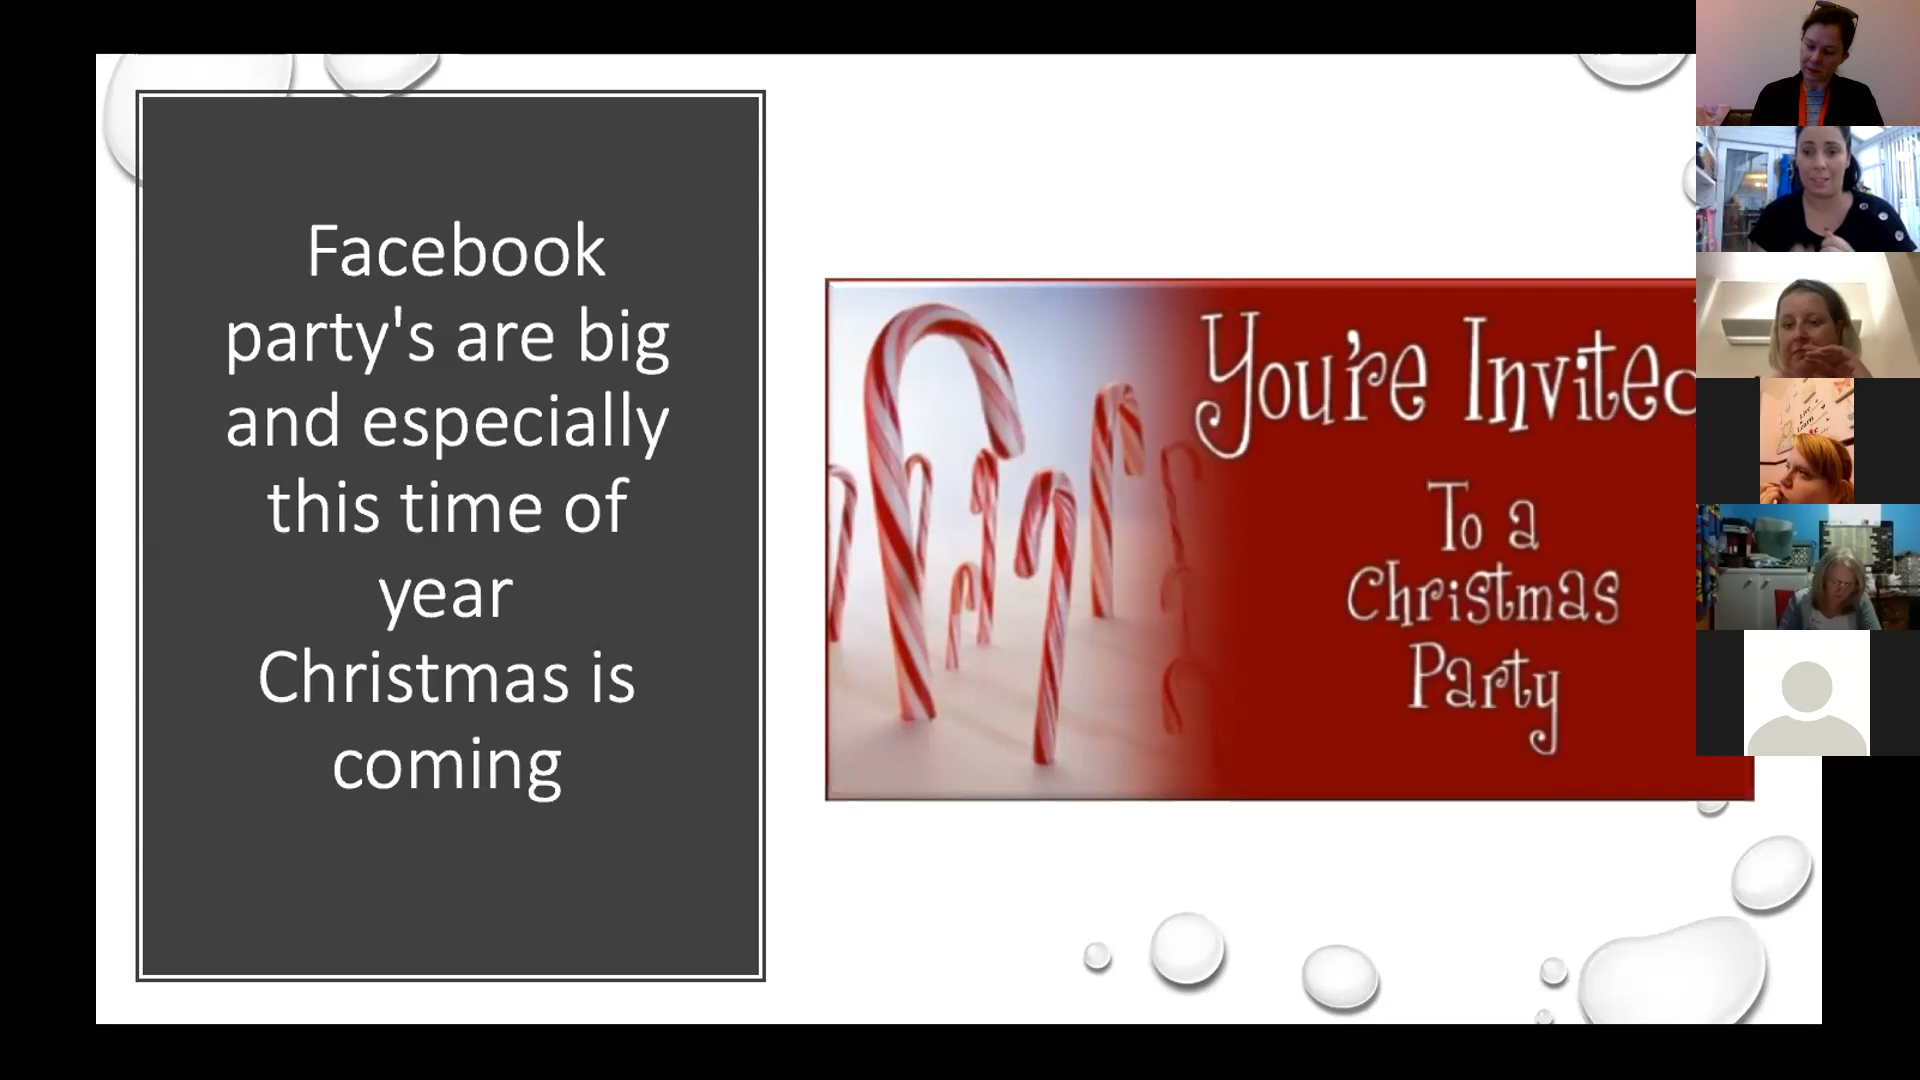 Facebook
party's are big
and especially
this time of
year
Christmas is
coming
You're Invited
To a
Christmas
Party